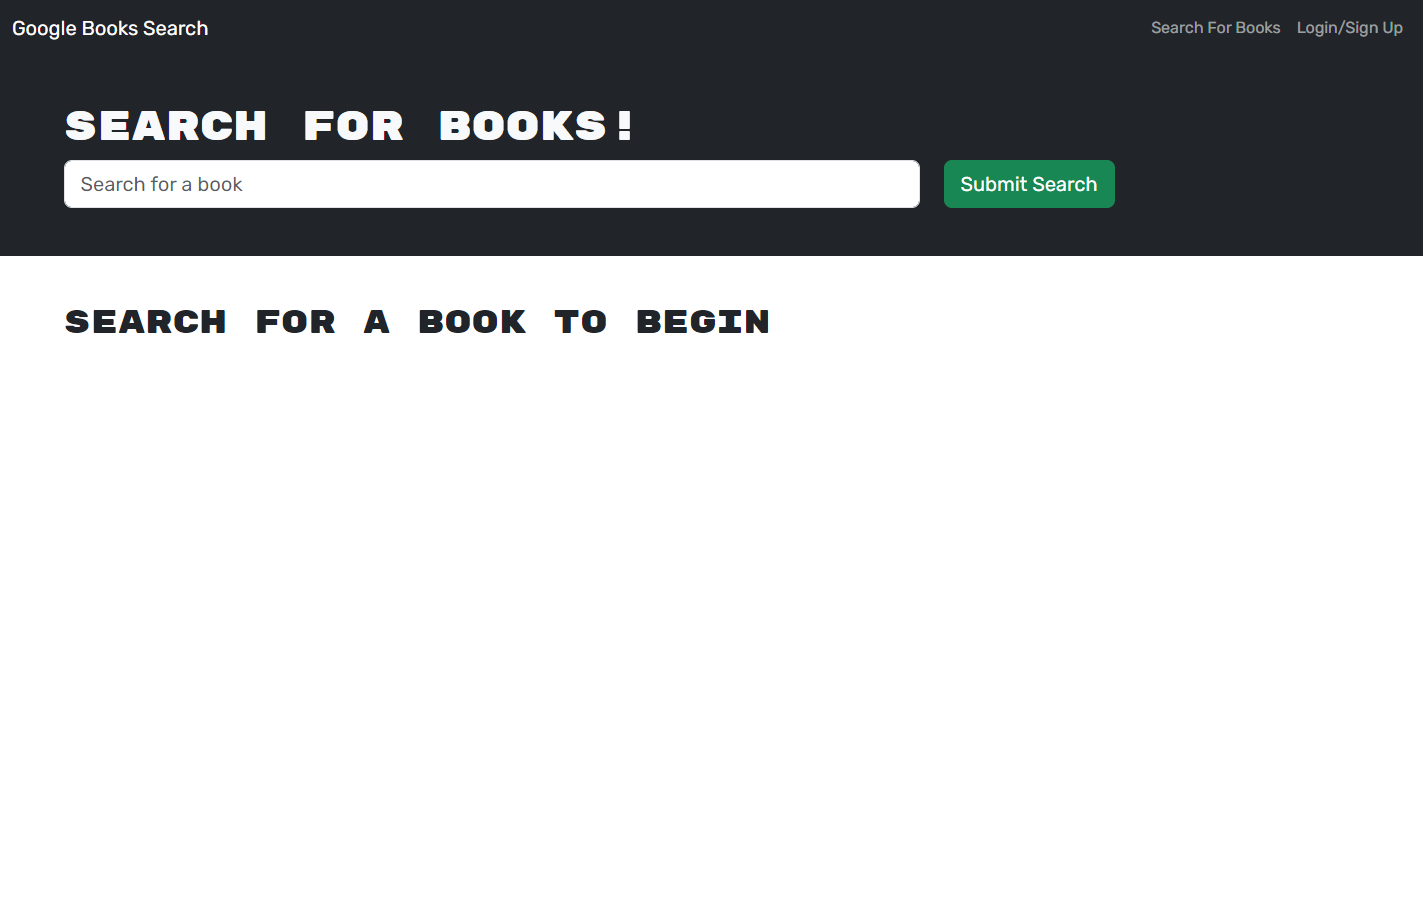 Google Books Search
Search For Books
Login/Sign Up
SEARCH FOR BOOKS!
Search for a book
Submit Search
SEARCH FOR A BOOK TO BEGIN